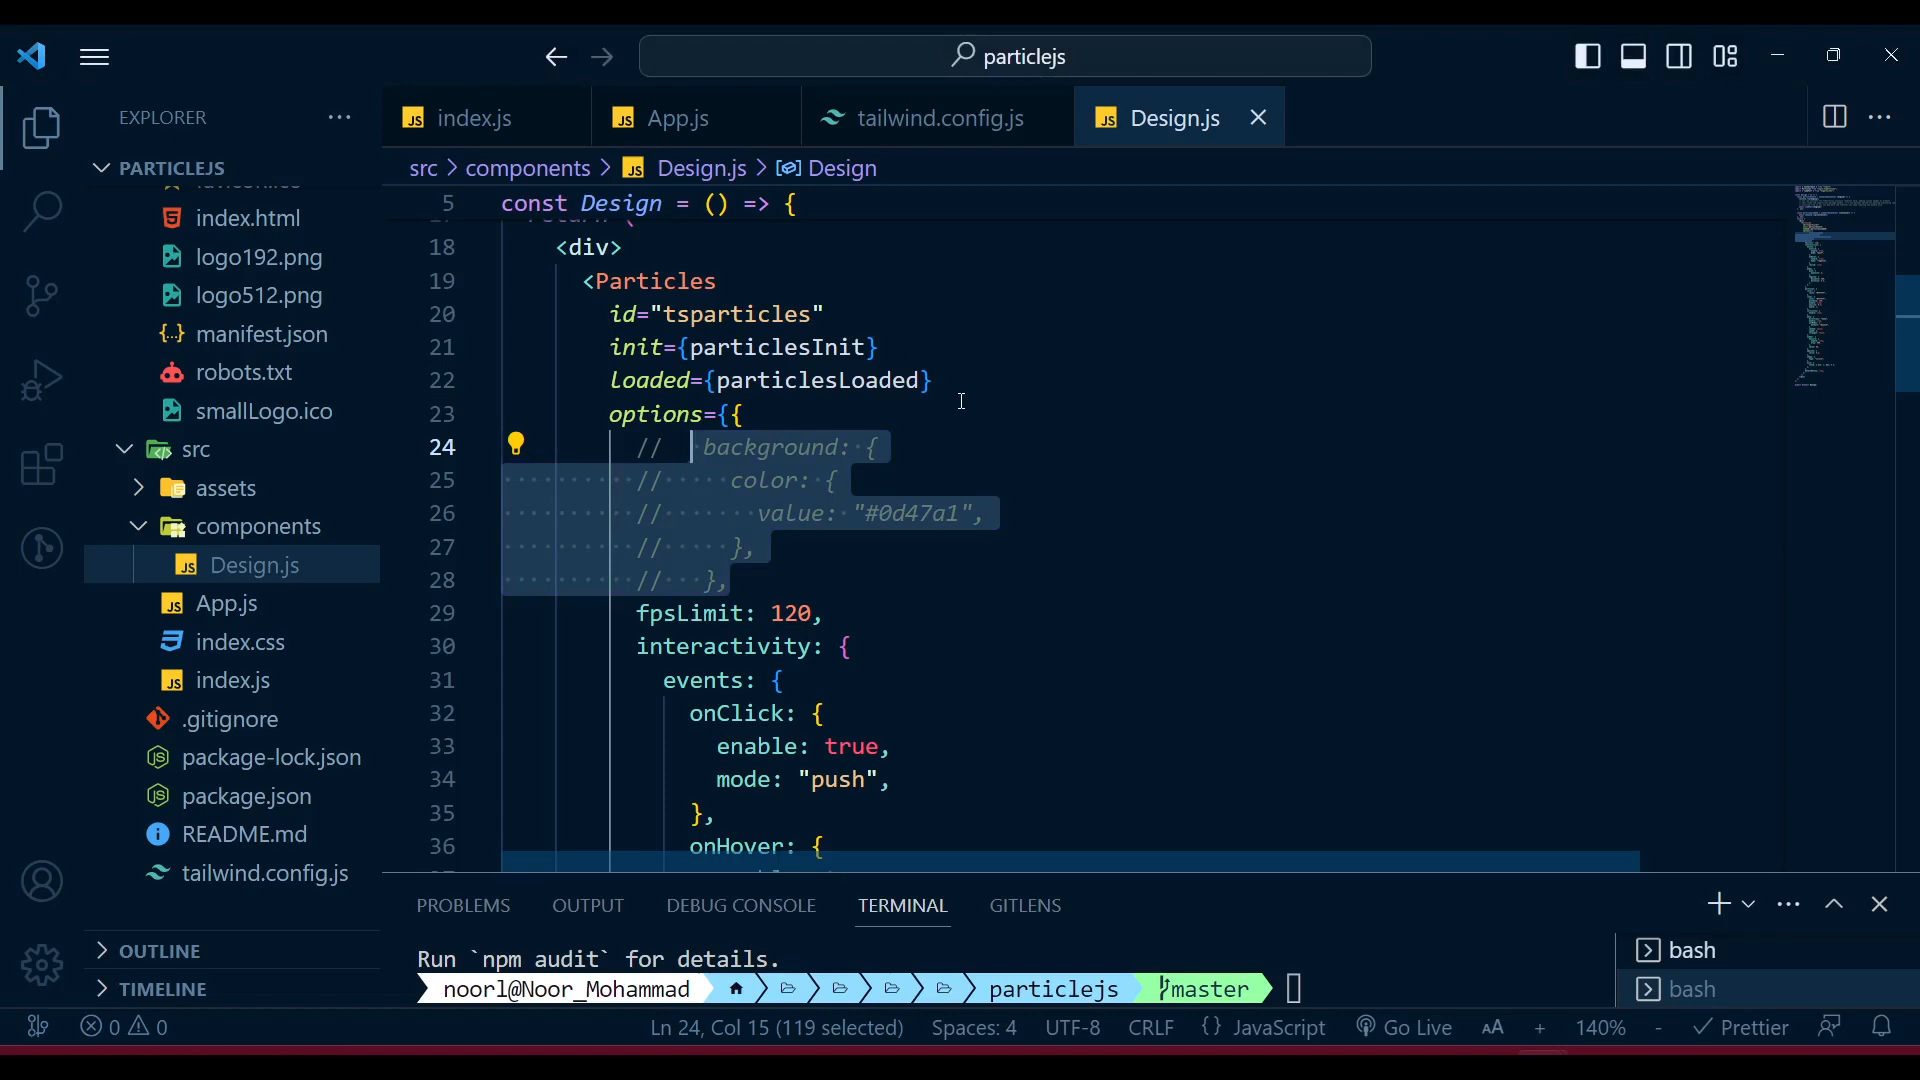 particlejs
EXPLORER
PARTICLEJS
index.html
logo192.png
logo512.png
manifest.json
robots.txt
smallLogo.ico
src
assets
components
Design.js
App.js
index.css
index.js
.gitignore
package-lock.json
package.json
README.md
tailwind.config.js
OUTLINE
TIMELINE
index.js
App.js
tailwind.config.js
Design.js
src > components > Design.js > Design
5 const Design = () => {
18 <div>
19 <Particles
20 id="tsparticles"
21 init={particlesInit}
22 loaded={particlesLoaded}
23 options={{
24 // background: {
25 // color: {
26 // value: "#0d47a1",
27 // },
28 // },
29 fpsLimit: 120,
30 interactivity: {
31 events: {
32 onClick: {
33 enable: true,
34 mode: "push",
35 },
36 onHover: {
PROBLEMS OUTPUT DEBUG CONSOLE TERMINAL GITLENS
Run `npm audit` for details.
noorl@Noor_Mohammad particlejs master
bash
bash
0 0 Ln 24, Col 15 (119 selected) Spaces: 4 UTF-8 CRLF {} JavaScript Go Live AA + 140% - Prettier